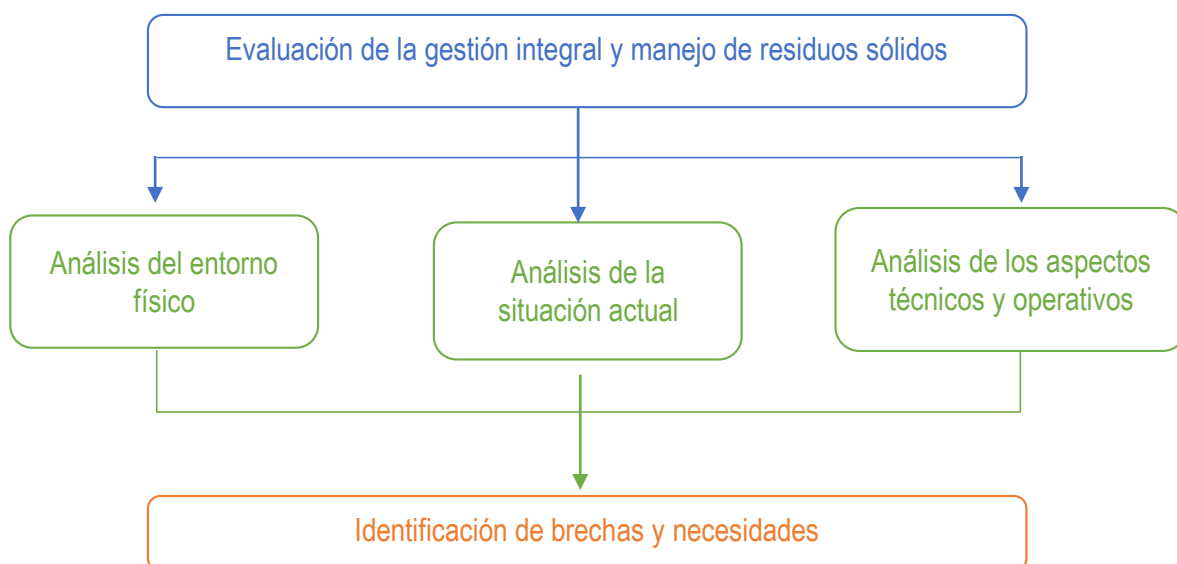 Evaluación de la gestión integral y manejo de residuos sólidos
Análisis del entorno
físico
Análisis de la
situación actual
Análisis de los aspectos
técnicos y operativos
Identificación de brechas y necesidades